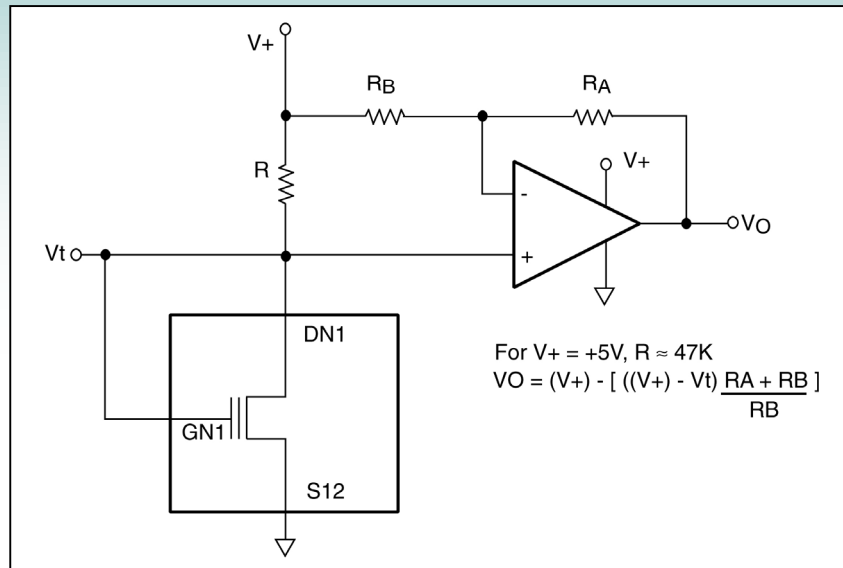 V+
RB
RA
R
V+
-
+
VO
Vt
DN1
GN1
S12
For V+ = +5V, R ≈ 47K
VO = (V+) - [ ((V+) - Vt) RA + RB ]
RB